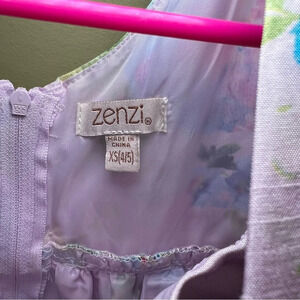 zenzi®
MADE IN
CHINA
XS(4/5)